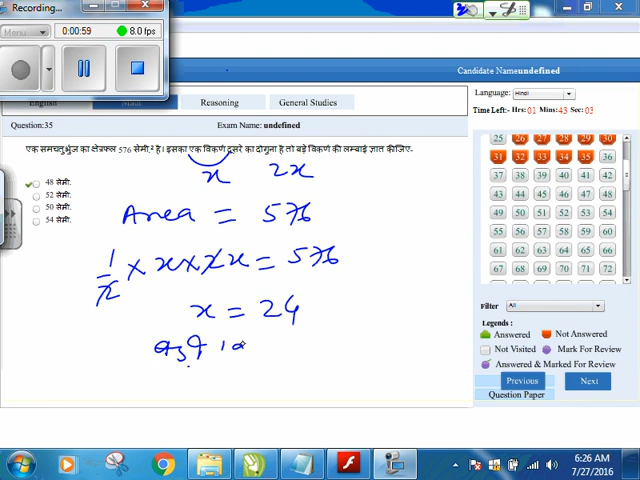 Recording...
Menu
0:00:59
8.0 fps
Candidate Nameundefined
English
Math
Reasoning
General Studies
Language: Hindi
Time Left:- Hrs:01 Mins:43 Sec:03
Question:35
Exam Name: undefined
एक समचतुर्भुज का क्षेत्रफल 576 सेमी.² है। इसका एक विकर्ण दूसरे का दोगुना है तो बड़े विकर्ण की लम्बाई ज्ञात कीजिए-
x 2x
48 सेमी.
52 सेमी.
50 सेमी.
54 सेमी.
Area = 576
1/2 × x × 2x = 576
x = 24
25 26 27 28 29 30
31 32 33 34 35 36
37 38 39 40 41 42
43 44 45 46 47 48
49 50 51 52 53 54
55 56 57 58 59 60
61 62 63 64 65 66
67 68 69 70 71 72
Filter All
Legends :
Answered Not Answered
Not Visited Mark For Review
Answered & Marked For Review
Previous Next
Question Paper
6:26 AM
7/27/2016